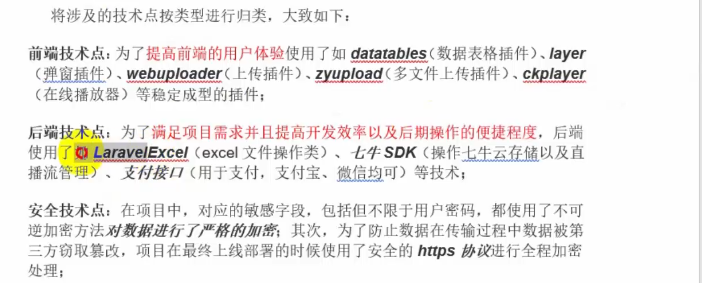 将涉及的技术点按类型进行归类，大致如下：
前端技术点：为了提高前端的用户体验使用了如 datatables（数据表格插件）、layer
（弹窗插件）、webuploader（上传插件）、zyupload（多文件上传插件）、ckplayer
（在线播放器）等稳定成型的插件；
后端技术点：为了满足项目需求并且提高开发效率以及后期操作的便捷程度，后端
使用了 LaravelExcel（excel 文件操作类）、七牛 SDK（操作七牛云存储以及直
播流管理）、支付接口（用于支付，支付宝、微信均可）等技术；
安全技术点：在项目中，对应的敏感字段，包括但不限于用户密码，都使用了不可
逆加密方法对数据进行了严格的加密；其次，为了防止数据在传输过程中数据被第
三方窃取篡改，项目在最终上线部署的时候使用了安全的 https 协议进行全程加密
处理；